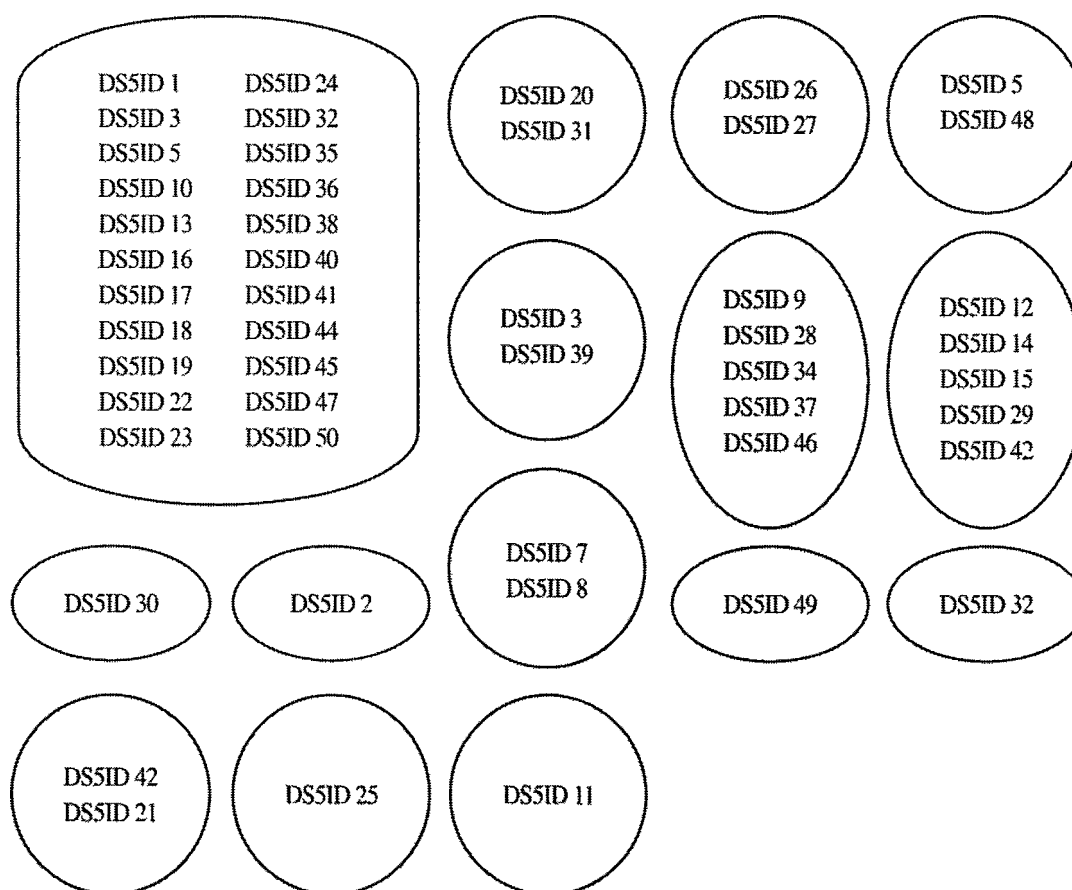 DS5ID 1
DS5ID 3
DS5ID 5
DS5ID 10
DS5ID 13
DS5ID 16
DS5ID 17
DS5ID 18
DS5ID 19
DS5ID 22
DS5ID 23
DS5ID 24
DS5ID 32
DS5ID 35
DS5ID 36
DS5ID 38
DS5ID 40
DS5ID 41
DS5ID 44
DS5ID 45
DS5ID 47
DS5ID 50
DS5ID 20
DS5ID 31
DS5ID 26
DS5ID 27
DS5ID 5
DS5ID 48
DS5ID 3
DS5ID 39
DS5ID 9
DS5ID 28
DS5ID 34
DS5ID 37
DS5ID 46
DS5ID 12
DS5ID 14
DS5ID 15
DS5ID 29
DS5ID 42
DS5ID 30
DS5ID 2
DS5ID 7
DS5ID 8
DS5ID 49
DS5ID 32
DS5ID 42
DS5ID 21
DS5ID 25
DS5ID 11